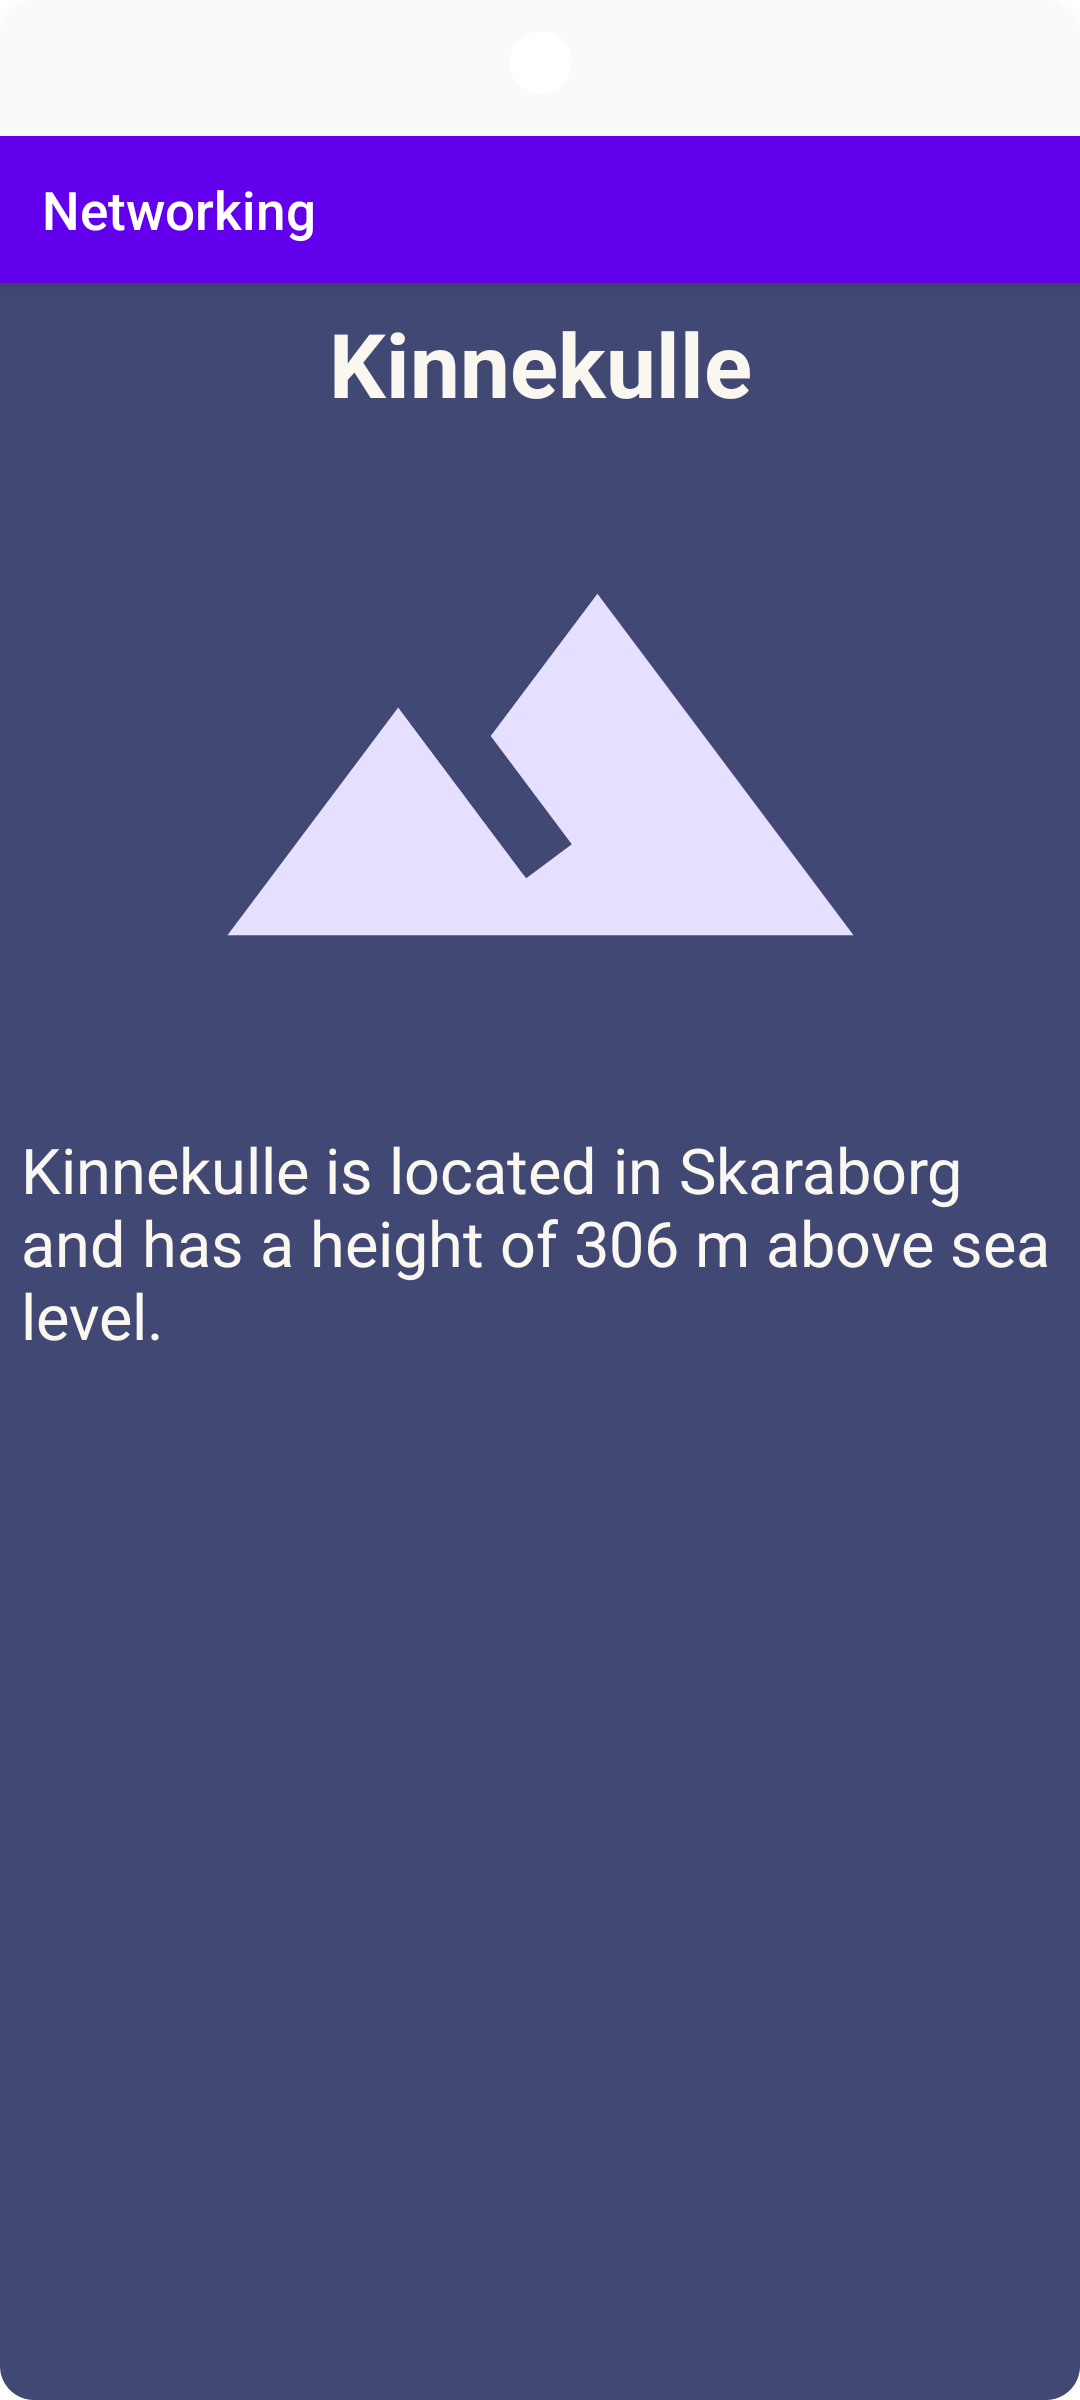 Networking
Kinnekulle
Kinnekulle is located in Skaraborg
and has a height of 306 m above sea
level.